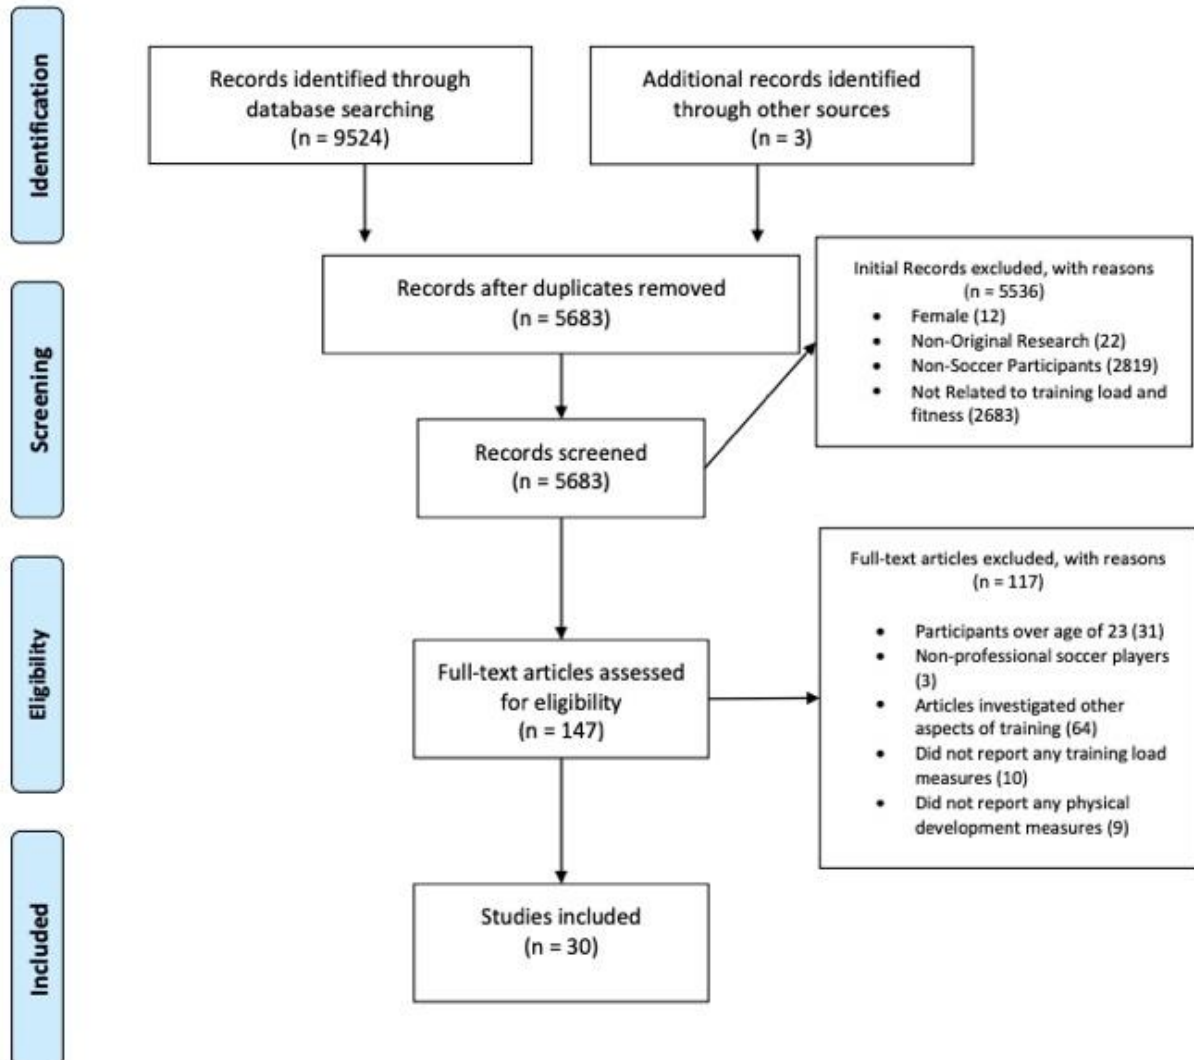 Identification
Records identified through
database searching
(n = 9524)
Additional records identified
through other sources
(n = 3)
Screening
Records after duplicates removed
(n = 5683)
Initial Records excluded, with reasons
(n = 5536)
• Female (12)
• Non-Original Research (22)
• Non-Soccer Participants (2819)
• Not Related to training load and
fitness (2683)
Records screened
(n = 5683)
Eligibility
Full-text articles assessed
for eligibility
(n = 147)
Full-text articles excluded, with reasons
(n = 117)
• Participants over age of 23 (31)
• Non-professional soccer players
(3)
• Articles investigated other
aspects of training (64)
• Did not report any training load
measures (10)
• Did not report any physical
development measures (9)
Included
Studies included
(n = 30)